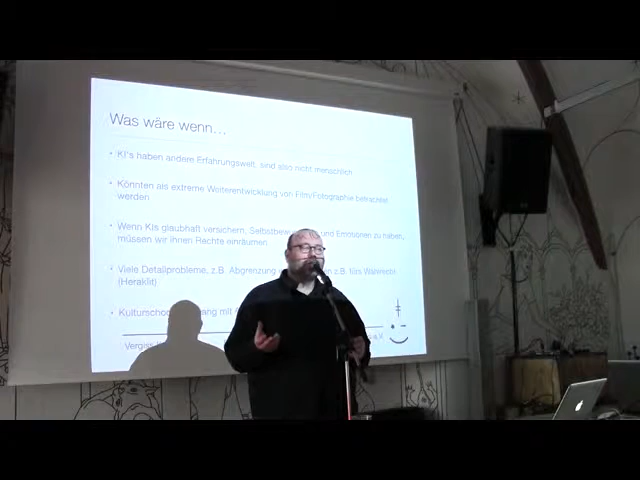 Was wäre wenn…
• KI's haben andere Erfahrungswelt, sind also nicht menschlich
• Könnten als extreme Weiterentwicklung von Film/Fotographie betrachtet
werden
• Wenn KIs glaubhaft versichern, und Emotionen zu haben,
müssen wir ihnen Rechte einräumen
• Viele Detailprobleme, z.B. Abgrenzung z.B. fürs Wahlrecht
(Heraklit)
• mit
e.V.